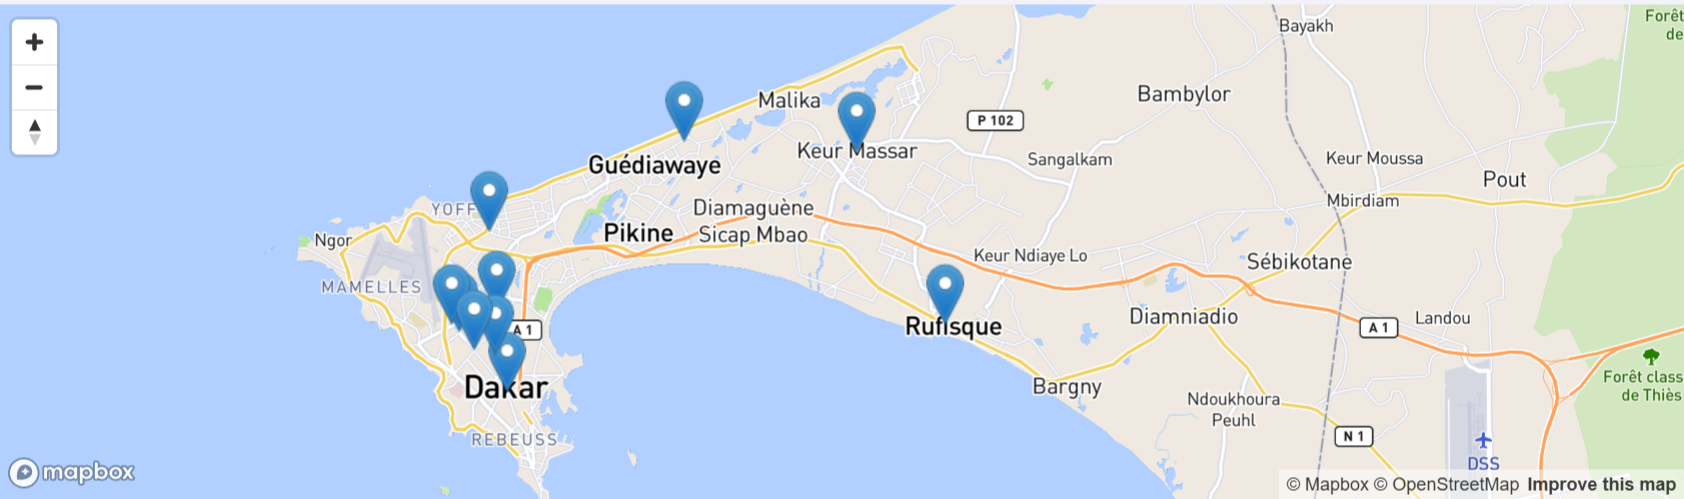 Bayakh
Forêt
de
Malika
Bambylor
P 102
Keur Massar
Sangalkam
Keur Moussa
Guédiawaye
Pout
Mbirdiam
YOFF
Diamaguène
Sicap Mbao
Pikine
Ngor
Keur Ndiaye Lo
Sébikotane
MAMELLES
A 1
Rufisque
Diamniadio
Landou
A 1
Dakar
Bargny
Forêt class
de Thiès
Ndoukhoura
Peuhl
REBEUSS
N 1
DSS
mapbox
© Mapbox © OpenStreetMap Improve this map